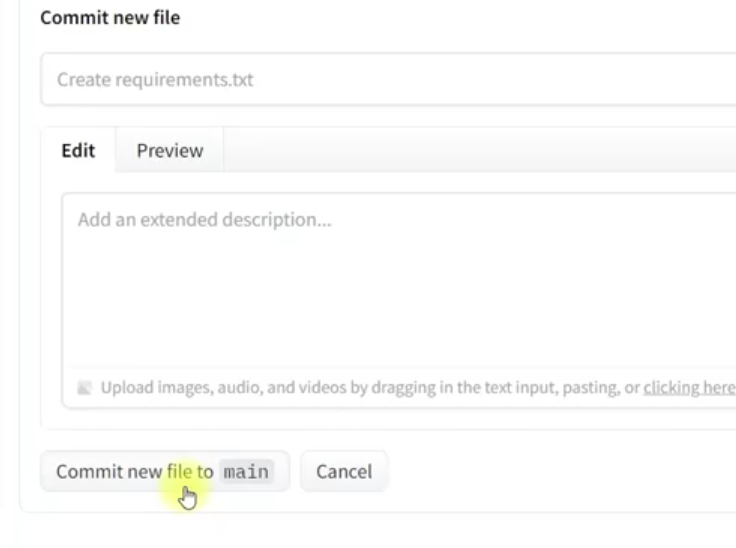 Commit new file
Create requirements.txt
Edit Preview
Add an extended description...
Upload images, audio, and videos by dragging in the text input, pasting, or clicking here
Commit new file to main Cancel